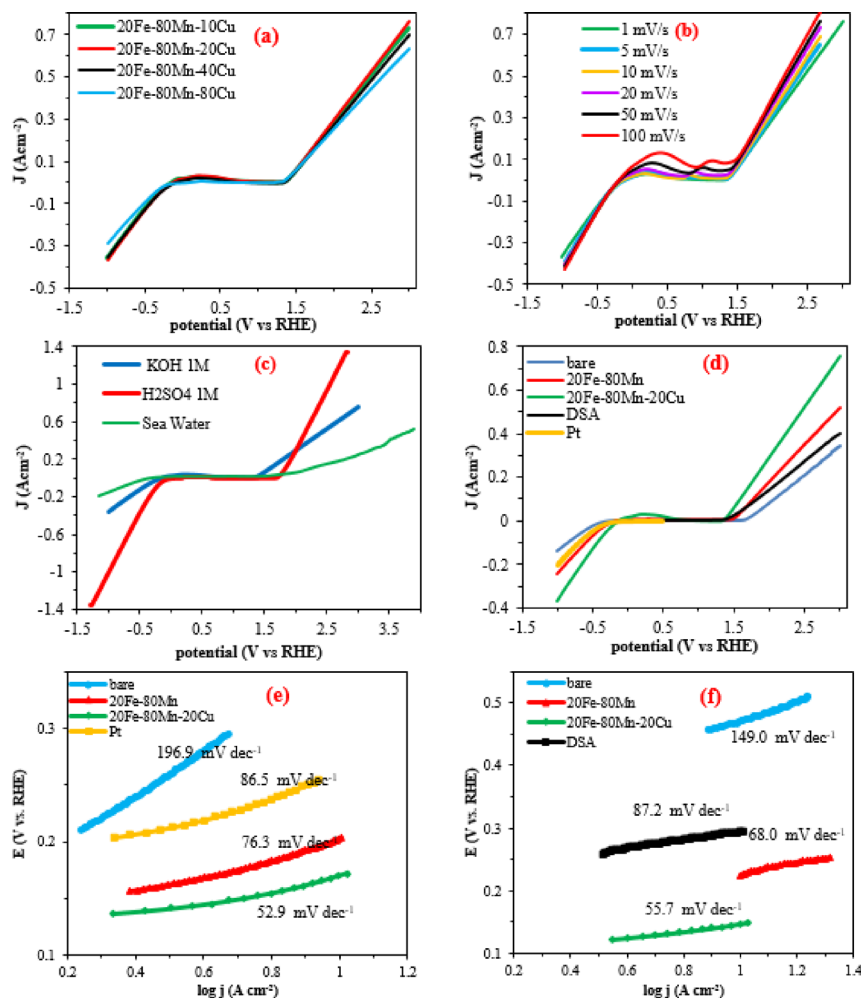 20Fe-80Mn-10Cu
20Fe-80Mn-20Cu
20Fe-80Mn-40Cu
20Fe-80Mn-80Cu
(a)
J (Acm-2)
0.7
0.4
0.1
-0.1
-0.3
-0.5
-1.5
-0.5
0.5
1.5
2.5
potential (V vs RHE)
1 mV/s
5 mV/s
10 mV/s
20 mV/s
50 mV/s
100 mV/s
(b)
J (Acm-2)
0.7
0.4
0.1
-0.1
-0.3
-0.5
-1.5
-0.5
0.5
1.5
2.5
potential (V vs RHE)
KOH 1M
H2SO4 1M
Sea Water
(c)
J (Acm-2)
1.4
1
0.6
0.2
-0.2
-0.6
-1
-1.4
-1.5
-0.5
0.5
1.5
2.5
3.5
potential (V vs RHE)
bare
20Fe-80Mn
20Fe-80Mn-20Cu
DSA
Pt
(d)
J (Acm-2)
0.8
0.6
0.4
0.2
0
-0.2
-0.4
-1.5
-0.5
0.5
1.5
2.5
potential (V vs RHE)
bare
20Fe-80Mn
20Fe-80Mn-20Cu
Pt
(e)
196.9 mV dec-1
86.5 mV dec-1
76.3 mV dec-1
52.9 mV dec-1
E (V vs. RHE)
0.3
0.2
0.1
0.2
0.4
0.6
0.8
1
1.2
log j (A cm-2)
bare
20Fe-80Mn
20Fe-80Mn-20Cu
DSA
(f)
149.0 mV dec-1
87.2 mV dec-1
68.0 mV dec-1
55.7 mV dec-1
E (V vs. RHE)
0.5
0.4
0.3
0.2
0.1
0.2
0.4
0.6
0.8
1
1.2
1.4
log j (A cm-2)